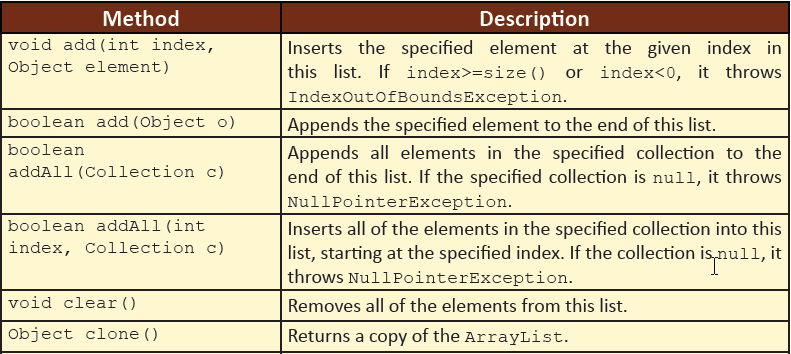 Method
Description
void add(int index,
Object element)
Inserts the specified element at the given index in
this list. If index>=size() or index<0, it throws
IndexOutOfBoundsException.
boolean add(Object o)
Appends the specified element to the end of this list.
boolean
addAll(Collection c)
Appends all elements in the specified collection to the
end of this list. If the specified collection is null, it throws
NullPointerException.
boolean addAll(int
index, Collection c)
Inserts all of the elements in the specified collection into this
list, starting at the specified index. If the collection is null, it
throws NullPointerException.
void clear()
Removes all of the elements from this list.
Object clone()
Returns a copy of the ArrayList.